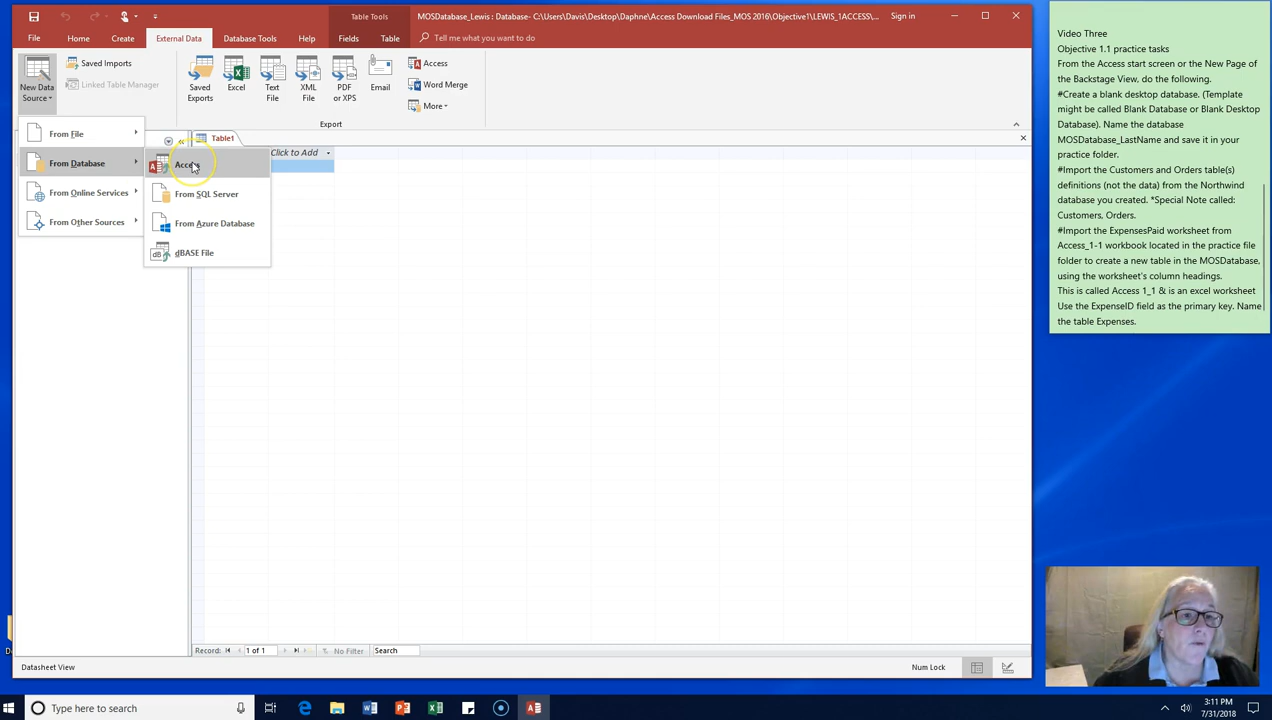 Table Tools
MOSDatabase_Lewis : Database- C:\Users\Davis\Desktop\Daphne\Access Download Files_MOS 2016\Objective1\LEWIS_1ACCESS\...
Sign in
File
Home
Create
External Data
Database Tools
Help
Fields
Table
Tell me what you want to do
New Data
Source
Saved Imports
Linked Table Manager
Saved
Exports
Excel
Text
File
XML
File
PDF
or XPS
Email
Access
Word Merge
More
Export
From File
From Database
From Online Services
From Other Sources
Access
From SQL Server
From Azure Database
dBASE File
Table1
Click to Add
Record:
1 of 1
No Filter
Search
Datasheet View
Num Lock
Video Three
Objective 1.1 practice tasks
From the Access start screen or the New Page of
the Backstage View, do the following.
#Create a blank desktop database. (Template
might be called Blank Database or Blank Desktop
Database). Name the database
MOSDatabase_LastName and save it in your
practice folder.
#Import the Customers and Orders table(s)
definitions (not the data) from the Northwind
database you created. *Special Note called:
Customers, Orders.
#Import the ExpensesPaid worksheet from
Access_1-1 workbook located in the practice file
folder to create a new table in the MOSDatabase,
using the worksheet's column headings.
This is called Access 1_1 & is an excel worksheet
Use the ExpenseID field as the primary key. Name
the table Expenses.
Type here to search
3:11 PM
7/31/2018